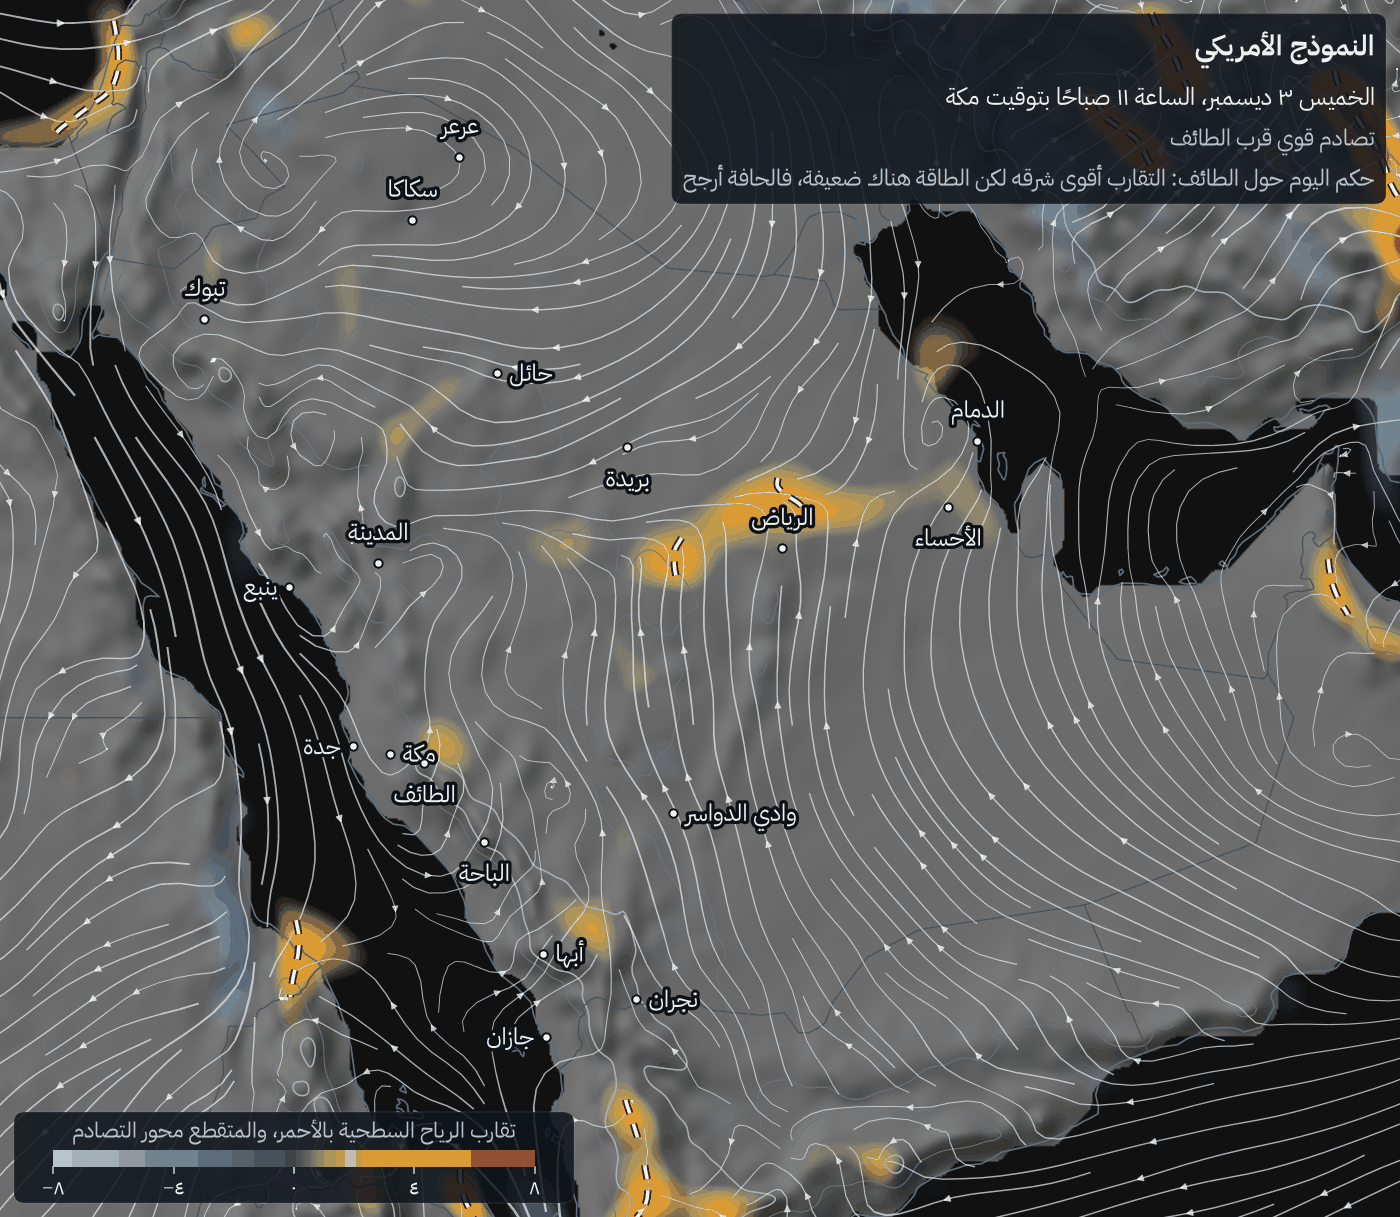 النموذج الأمريكي
الخميس ٣ ديسمبر، الساعة ١١ صباحًا بتوقيت مكة
تصادم قوي قرب الطائف
حكم اليوم حول الطائف: التقارب أقوى شرقه لكن الطاقة هناك ضعيفة، فالحافة أرجح
عرعر
سكاكا
تبوك
حائل
الدمام
بريدة
الرياض
الأحساء
المدينة
ينبع
جدة
مكة
الطائف
وادي الدواسر
الباحة
أبها
نجران
جازان
تقارب الرياح السطحية بالأحمر، والمتقطع محور التصادم
−٨ −٤ ٠ ٤ ٨